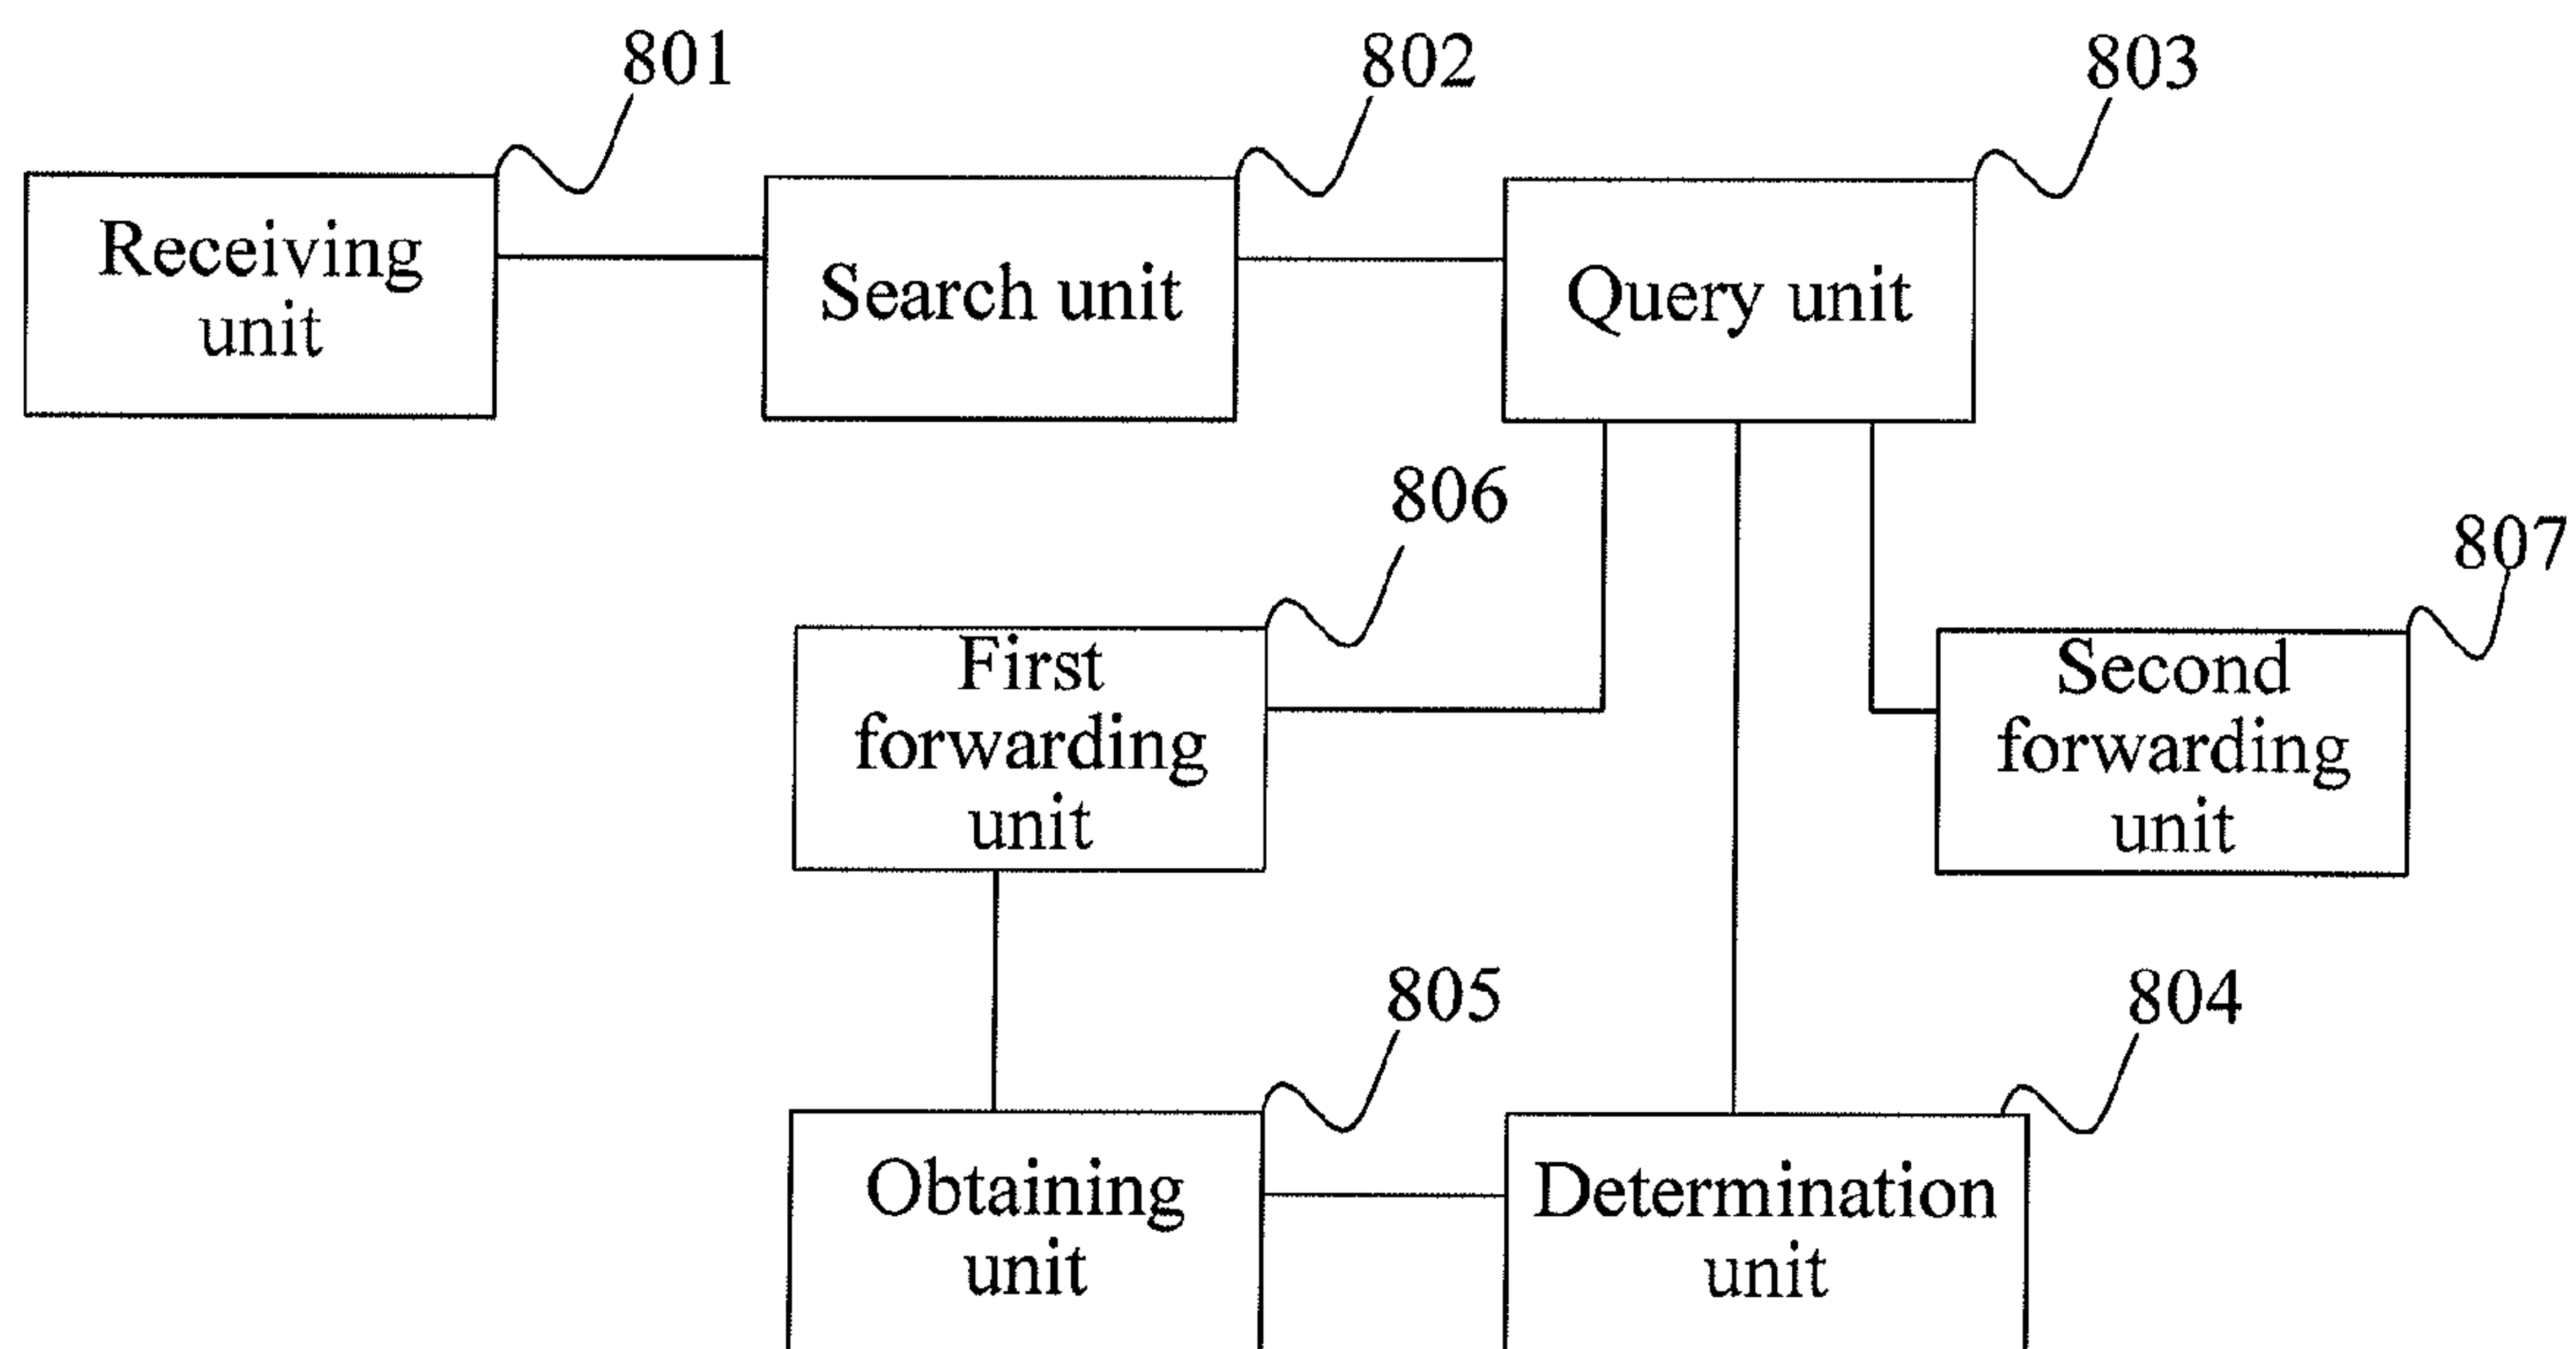 801
802
803
Receiving
unit
Search unit
Query unit
806
807
First
forwarding
unit
Second
forwarding
unit
805
804
Obtaining
unit
Determination
unit